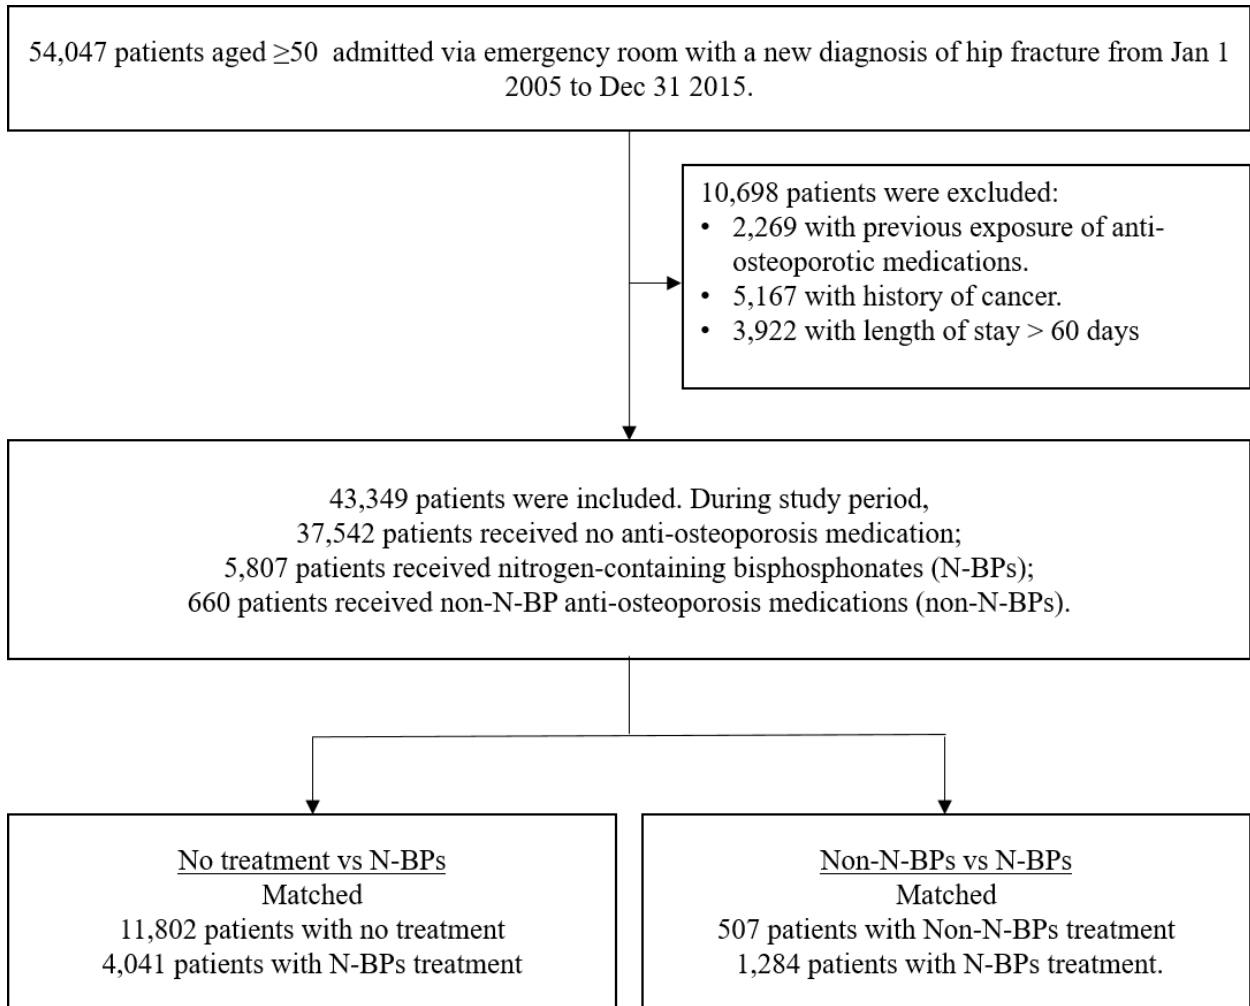 54,047 patients aged ≥50 admitted via emergency room with a new diagnosis of hip fracture from Jan 1
2005 to Dec 31 2015.
10,698 patients were excluded:
• 2,269 with previous exposure of anti-
osteoporotic medications.
• 5,167 with history of cancer.
• 3,922 with length of stay > 60 days
43,349 patients were included. During study period,
37,542 patients received no anti-osteoporosis medication;
5,807 patients received nitrogen-containing bisphosphonates (N-BPs);
660 patients received non-N-BP anti-osteoporosis medications (non-N-BPs).
No treatment vs N-BPs
Matched
11,802 patients with no treatment
4,041 patients with N-BPs treatment
Non-N-BPs vs N-BPs
Matched
507 patients with Non-N-BPs treatment
1,284 patients with N-BPs treatment.